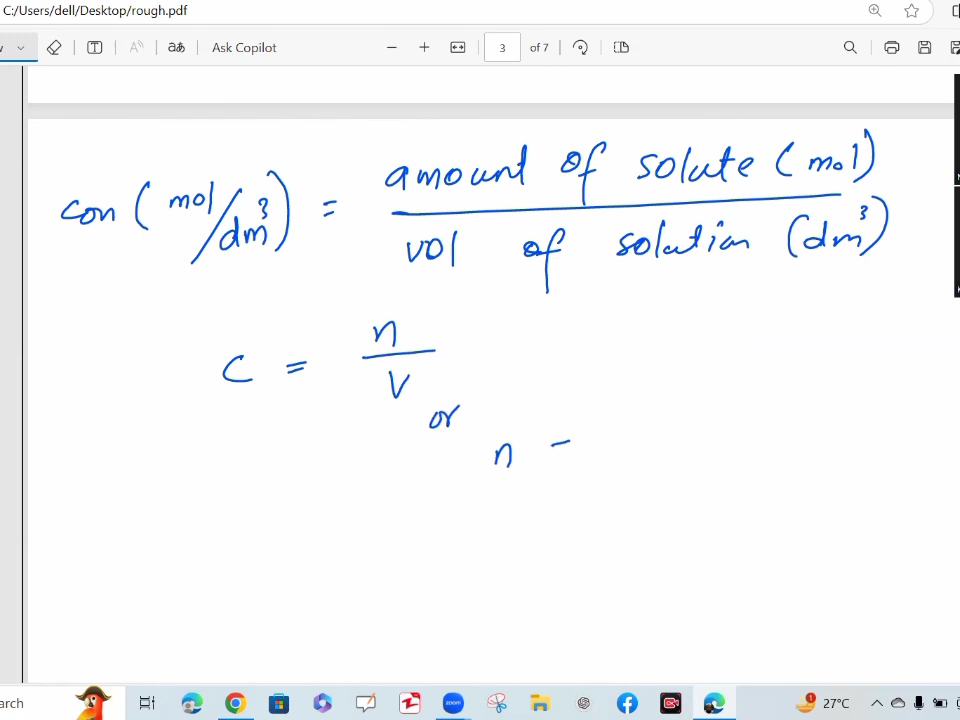 C:/Users/dell/Desktop/rough.pdf
Ask Copilot 3 of 7
con (mol/dm³) = amount of solute (mol)
vol of solution (dm³)
c = n
v
or
n -
arch zoom 27°C